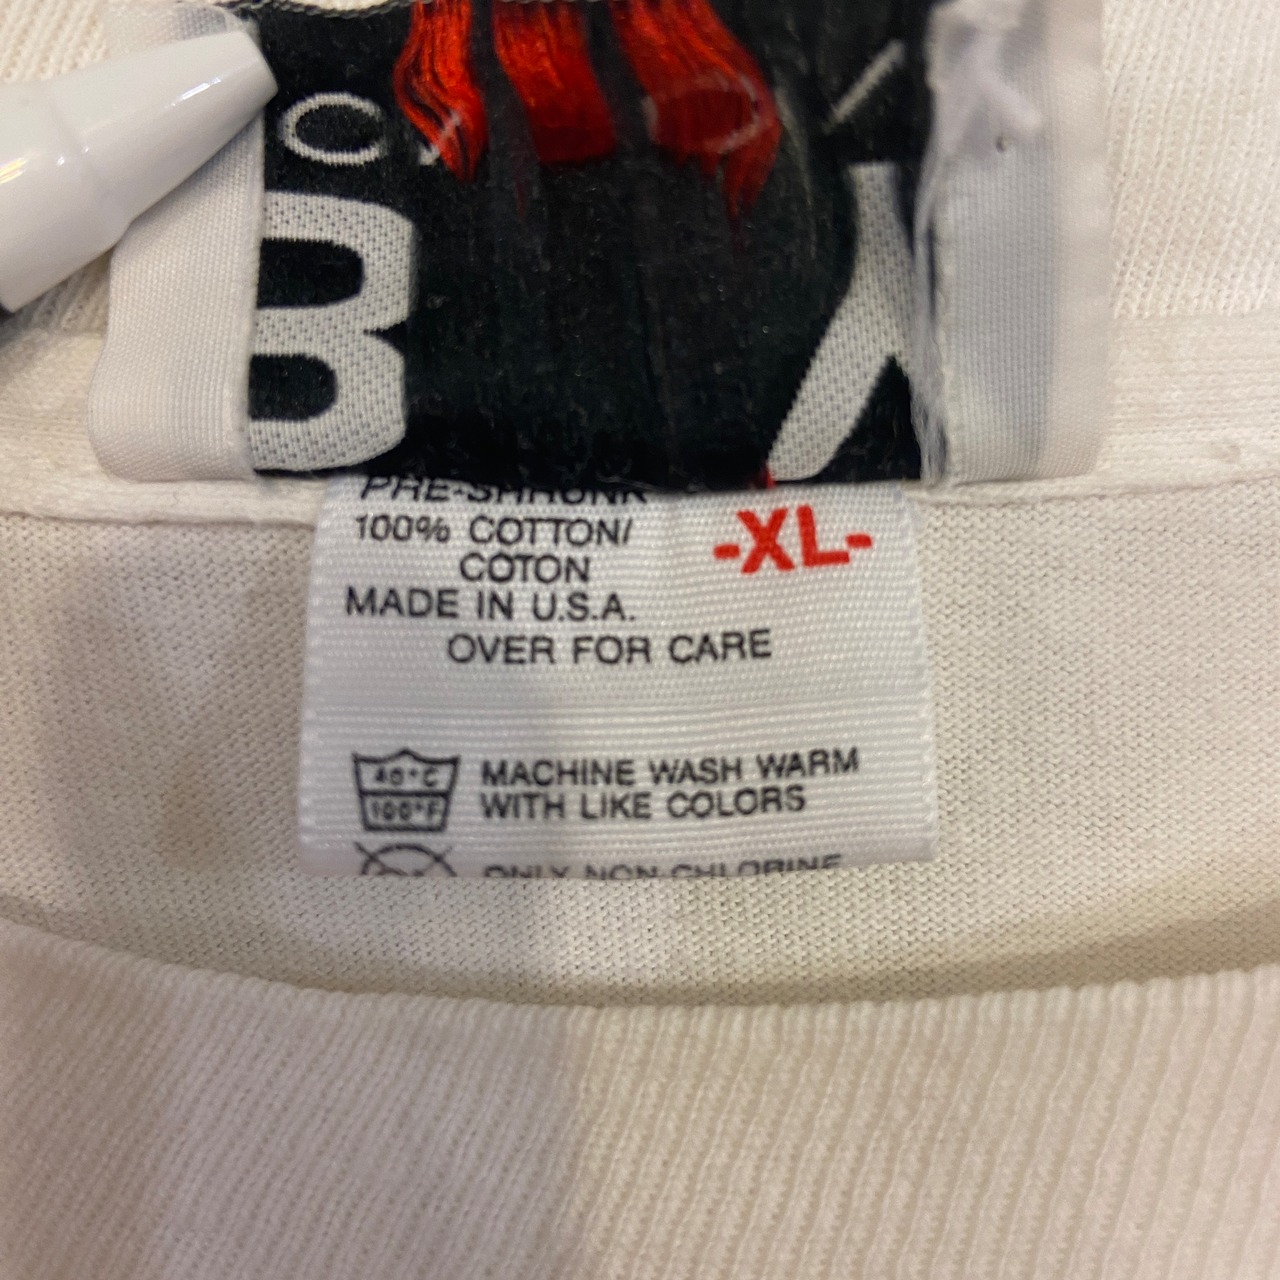 B
PRE-SHRUNK
100% COTTON/
COTON
-XL-
MADE IN U.S.A.
OVER FOR CARE
40°C
100°F
MACHINE WASH WARM
WITH LIKE COLORS
ONLY NON-CHLORINE